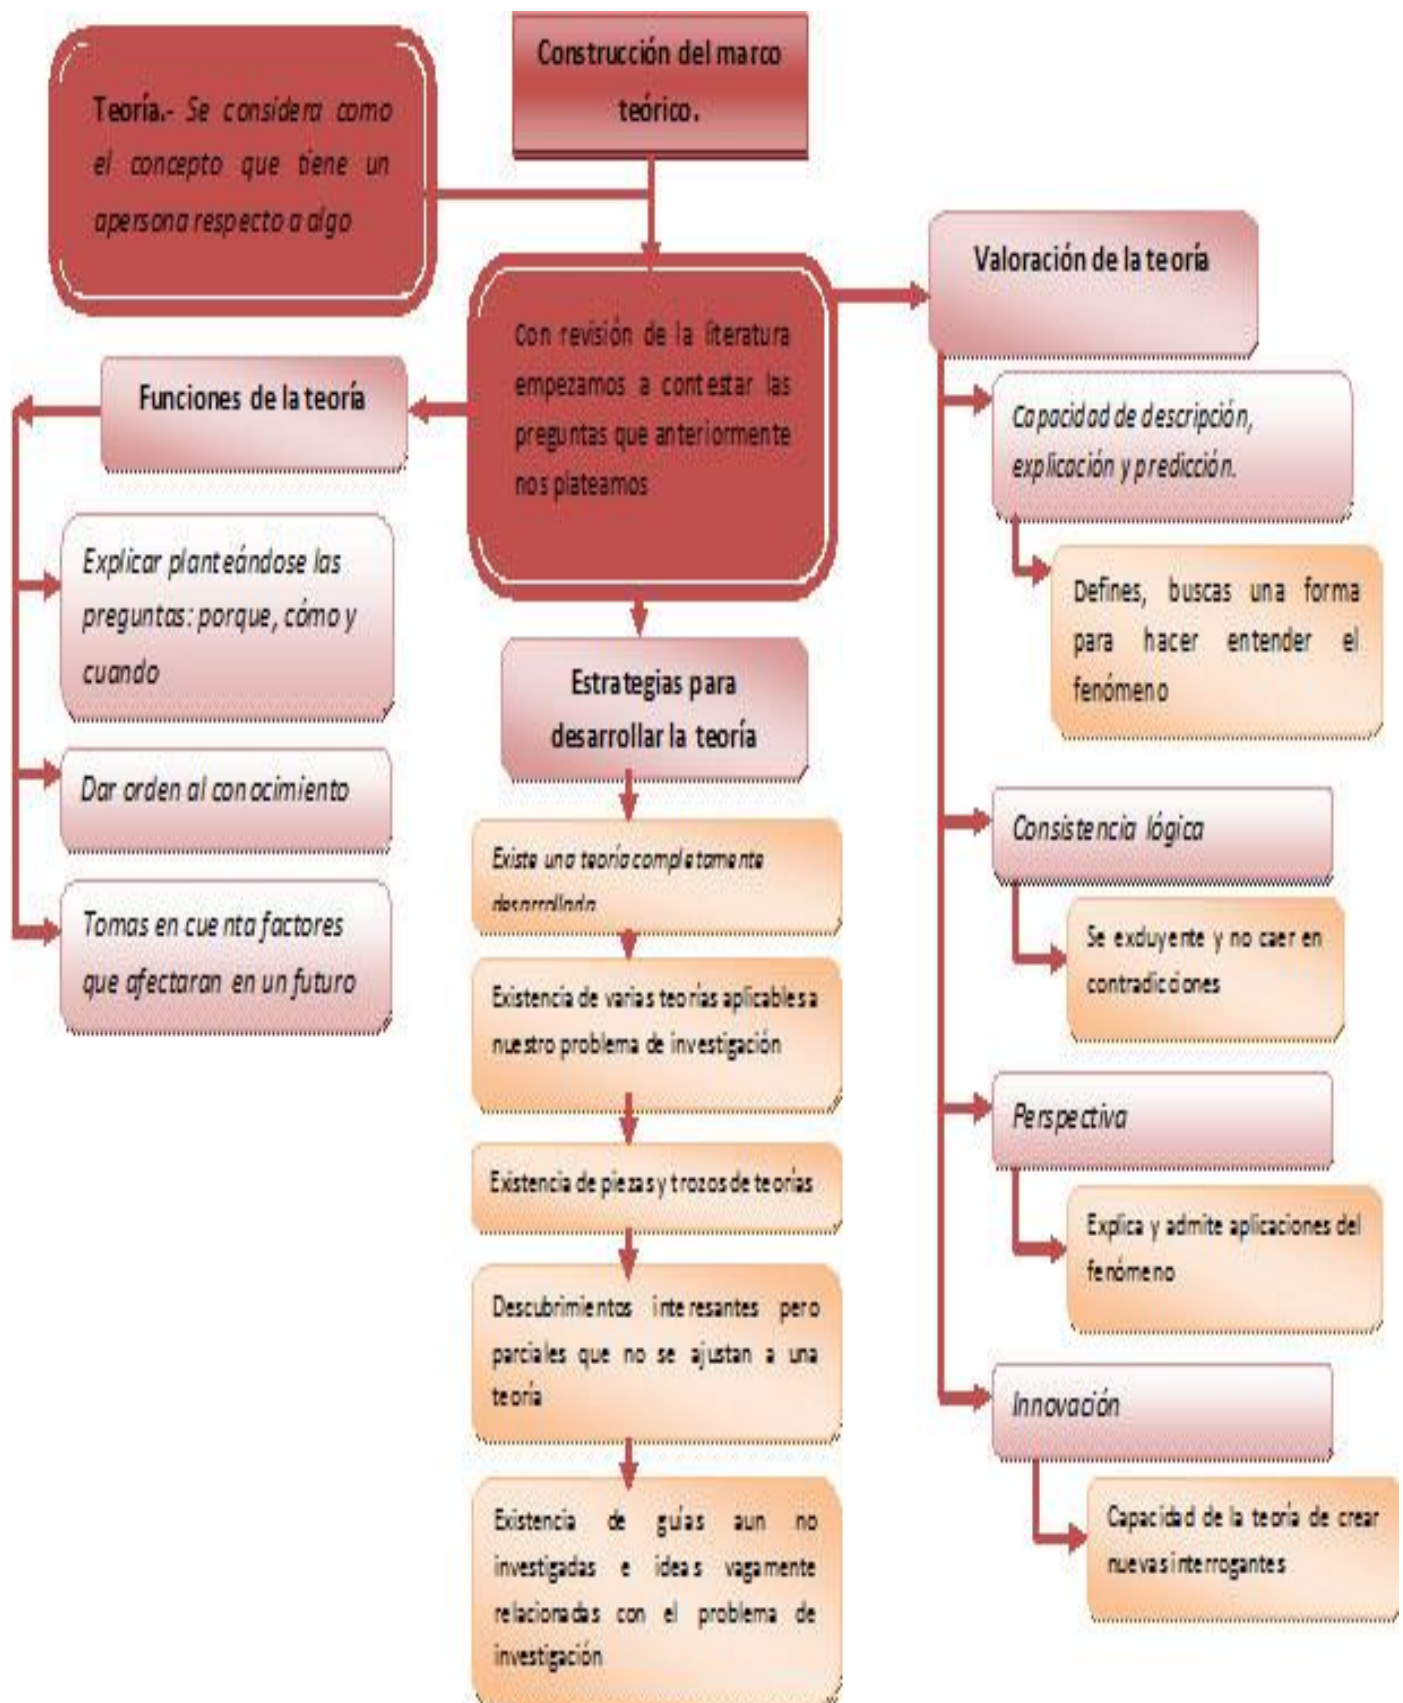 Construcción del marco
teórico.
Teoría.- Se considera como
el concepto que tiene un
apersona respecto a algo
Con revisión de la literatura
empezamos a contestar las
preguntas que anteriormente
nos plateamos
Funciones de la teoría
Explicar planteándose las
preguntas: porque, cómo y
cuando
Dar orden al conocimiento
Tomas en cuenta factores
que afectaran en un futuro
Estrategias para
desarrollar la teoría
Existe una teoría completamente
desarrollada
Existencia de varias teorías aplicables a
nuestro problema de investigación
Existencia de piezas y trozos de teorías
Descubrimientos interesantes pero
parciales que no se ajustan a una
teoría
Existencia de guías aun no
investigadas e ideas vagamente
relacionadas con el problema de
investigación
Valoración de la teoría
Capacidad de descripción,
explicación y predicción.
Defines, buscas una forma
para hacer entender el
fenómeno
Consistencia lógica
Se excluyente y no caer en
contradicciones
Perspectiva
Explica y admite aplicaciones del
fenómeno
Innovación
Capacidad de la teoría de crear
nuevas interrogantes